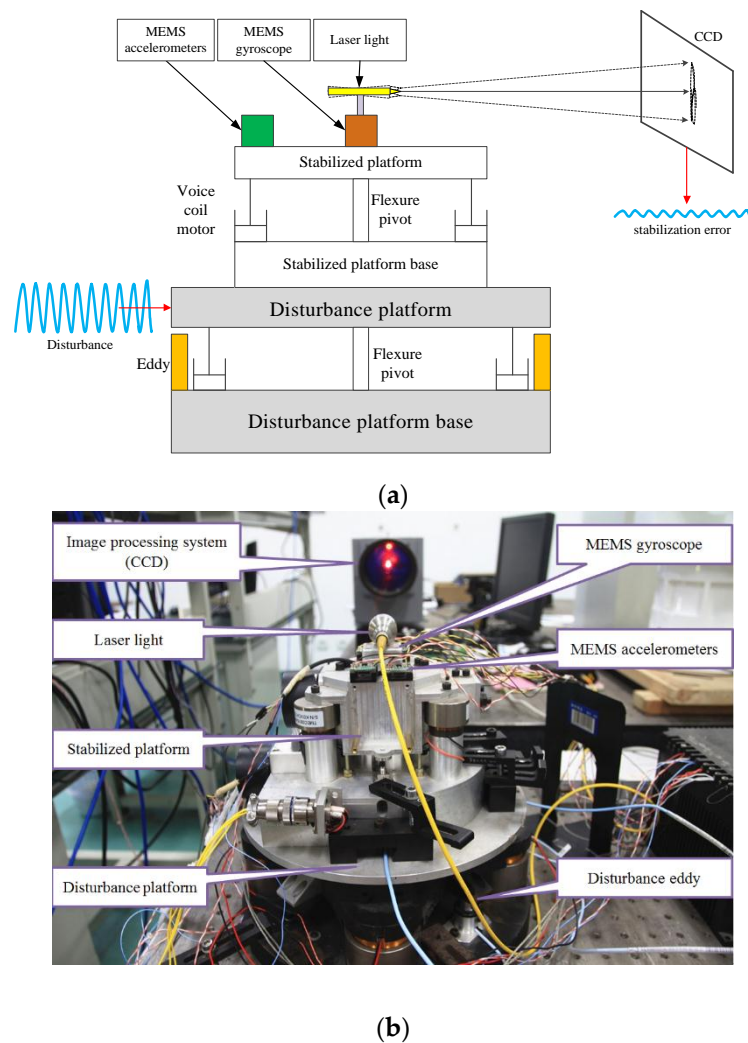 MEMS
accelerometers
MEMS
gyroscope
Laser light
CCD
Stabilized platform
Voice
coil
motor
Flexure
pivot
stabilization error
Stabilized platform base
Disturbance platform
Disturbance
Eddy
Flexure
pivot
Disturbance platform base
(a)
Image processing system
(CCD)
MEMS gyroscope
Laser light
MEMS accelerometers
Stabilized platform
Disturbance platform
Disturbance eddy
(b)